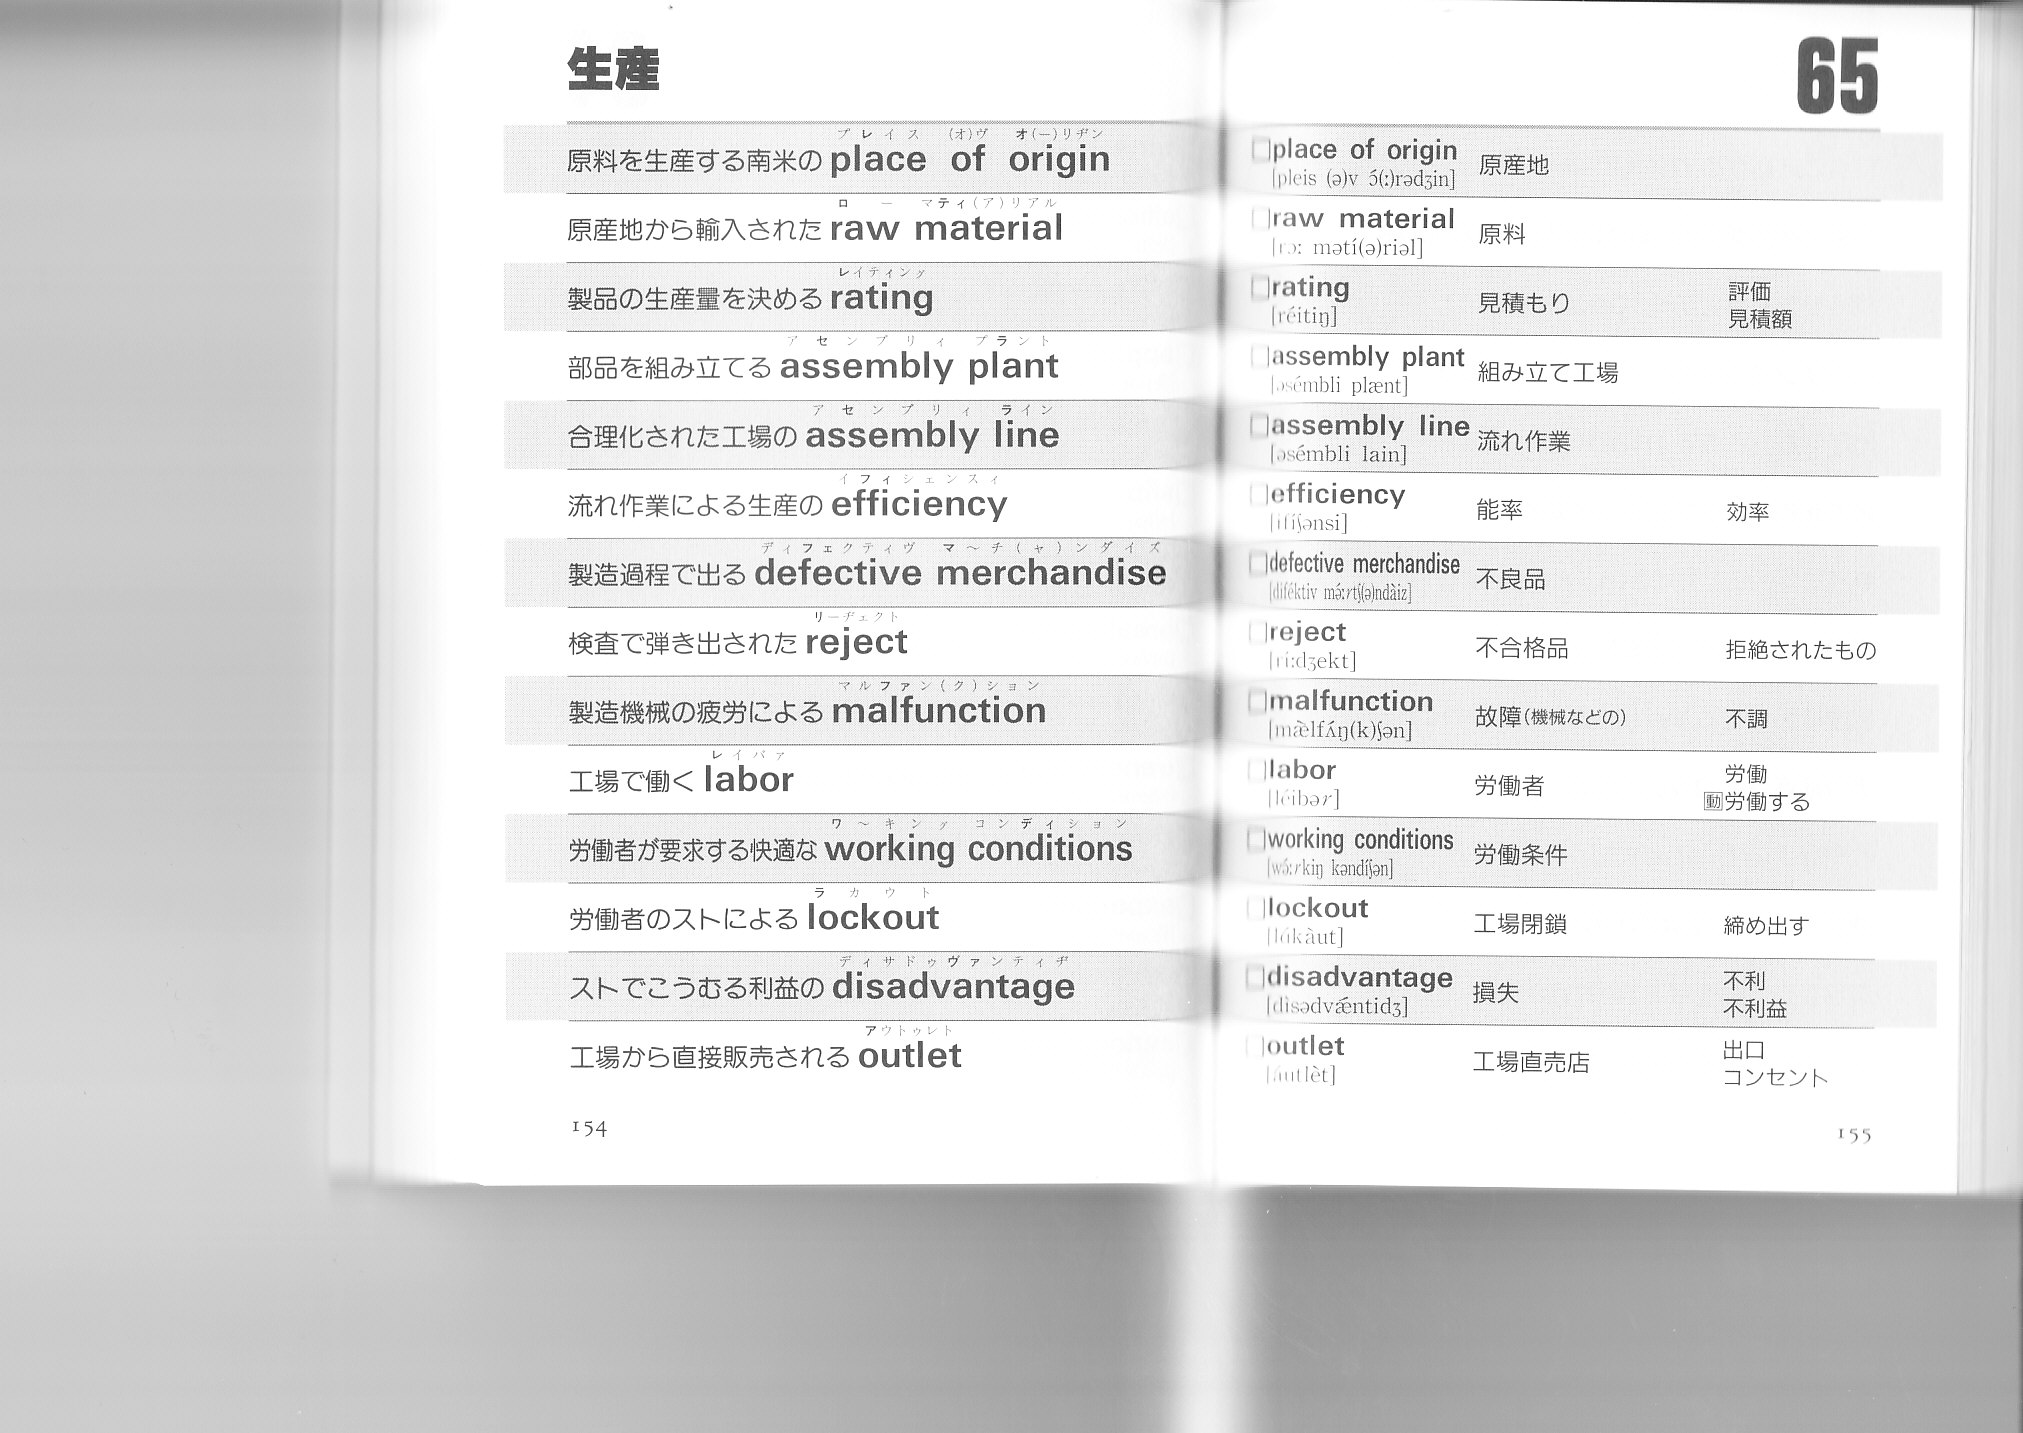 生産
プレイス (オ)ヴ オ(ー)リヂン
原料を生産する南米の place of origin
ロー マティ(ア)リアル
原産地から輸入された raw material
レイティング
製品の生産量を決める rating
アセンブリィ プラント
部品を組み立てる assembly plant
アセンブリィ ライン
合理化された工場の assembly line
イフィシェンスィ
流れ作業による生産の efficiency
ディフェクティヴ マ～チ(ャ)ンダイズ
製造過程で出る defective merchandise
リーヂェクト
検査で弾き出された reject
マルファン(ク)ション
製造機械の疲労による malfunction
レイバァ
工場で働く labor
ワ～キング コンディション
労働者が要求する快適な working conditions
ラカウト
労働者のストによる lockout
ディサドゥヴァンティヂ
ストでこうむる利益の disadvantage
アウトゥレト
工場から直接販売される outlet
154
65
place of origin 原産地
[pleis (ə)v ɔ́(ː)rədʒin]
raw material 原料
[rɔː mətí(ə)riəl]
rating 見積もり 評価
[réitiŋ] 見積額
assembly plant 組み立て工場
[əsémbli plænt]
assembly line 流れ作業
[əsémbli lain]
efficiency 能率 効率
[ifíʃənsi]
defective merchandise 不良品
[diféktiv mə́ːrtʃ(ə)ndàiz]
reject 不合格品 拒絶されたもの
[ríːdʒekt]
malfunction 故障(機械などの) 不調
[mæ̀lfʌ́ŋ(k)ʃən]
labor 労働者 労働
[léibər] 動労働する
working conditions 労働条件
[wə́ːrkiŋ kəndíʃən]
lockout 工場閉鎖 締め出す
[lɑ́kàut]
disadvantage 損失 不利
[dìsədvǽntidʒ] 不利益
outlet 工場直売店 出口
[áutlèt] コンセント
155